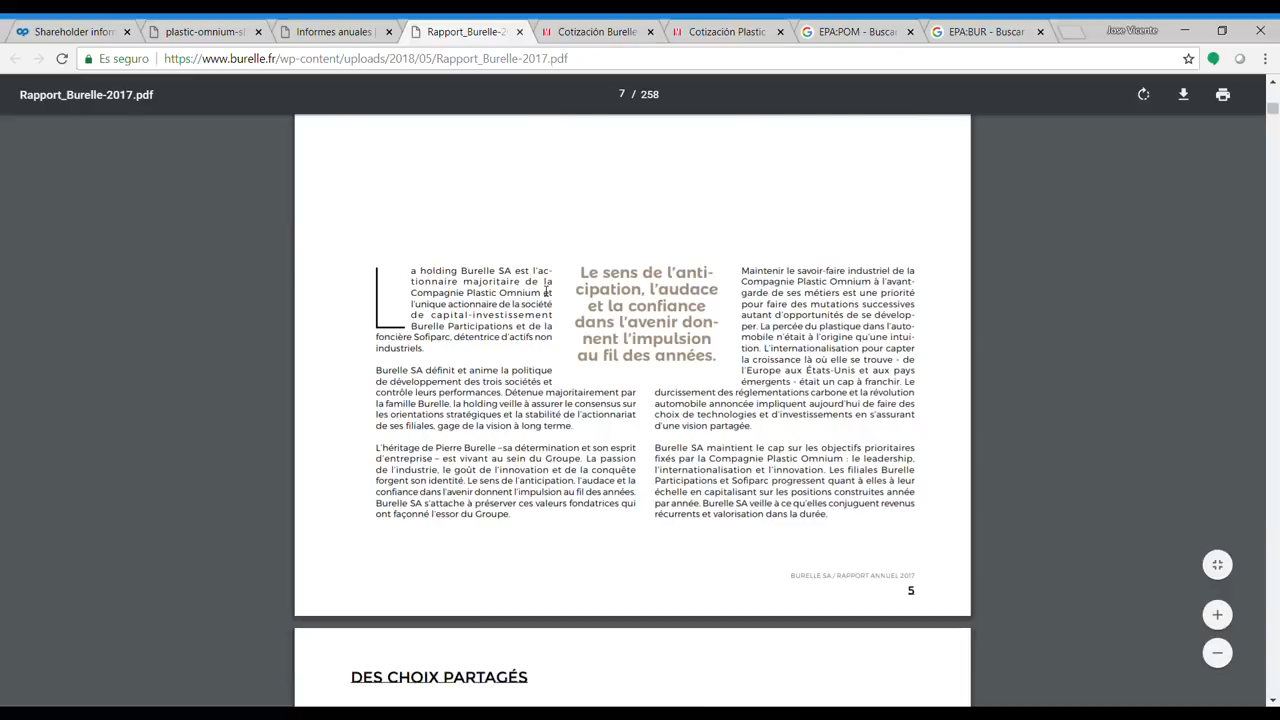 Shareholder inforr
plastic-omnium-sl
Informes anuales |
Rapport_Burelle-2
Cotización Burelle
Cotización Plastic
EPA:POM - Buscar
EPA:BUR - Buscar
Jose Vicente
Es seguro
https://www.burelle.fr/wp-content/uploads/2018/05/Rapport_Burelle-2017.pdf
Rapport_Burelle-2017.pdf
7 / 258
La holding Burelle SA est l'ac-
tionnaire majoritaire de la
Compagnie Plastic Omnium et
l'unique actionnaire de la société
de capital-investissement
Burelle Participations et de la
foncière Sofiparc, détentrice d'actifs non
industriels.
Burelle SA définit et anime la politique
de développement des trois sociétés et
contrôle leurs performances. Détenue majoritairement par
la famille Burelle, la holding veille à assurer le consensus sur
les orientations stratégiques et la stabilité de l'actionnariat
de ses filiales, gage de la vision à long terme.
L'héritage de Pierre Burelle –sa détermination et son esprit
d'entreprise – est vivant au sein du Groupe. La passion
de l'industrie, le goût de l'innovation et de la conquête
forgent son identité. Le sens de l'anticipation, l'audace et la
confiance dans l'avenir donnent l'impulsion au fil des années.
Burelle SA s'attache à préserver ces valeurs fondatrices qui
ont façonné l'essor du Groupe.
Le sens de l'anti-
cipation, l'audace
et la confiance
dans l'avenir don-
nent l'impulsion
au fil des années.
Maintenir le savoir-faire industriel de la
Compagnie Plastic Omnium à l'avant-
garde de ses métiers est une priorité
pour faire des mutations successives
autant d'opportunités de se dévelop-
per. La percée du plastique dans l'auto-
mobile n'était à l'origine qu'une intui-
tion. L'internationalisation pour capter
la croissance là où elle se trouve - de
l'Europe aux États-Unis et aux pays
émergents - était un cap à franchir. Le
durcissement des réglementations carbone et la révolution
automobile annoncée impliquent aujourd'hui de faire des
choix de technologies et d'investissements en s'assurant
d'une vision partagée.
Burelle SA maintient le cap sur les objectifs prioritaires
fixés par la Compagnie Plastic Omnium : le leadership,
l'internationalisation et l'innovation. Les filiales Burelle
Participations et Sofiparc progressent quant à elles à leur
échelle en capitalisant sur les positions construites année
par année. Burelle SA veille à ce qu'elles conjuguent revenus
récurrents et valorisation dans la durée.
BURELLE SA / RAPPORT ANNUEL 2017
5
DES CHOIX PARTAGÉS